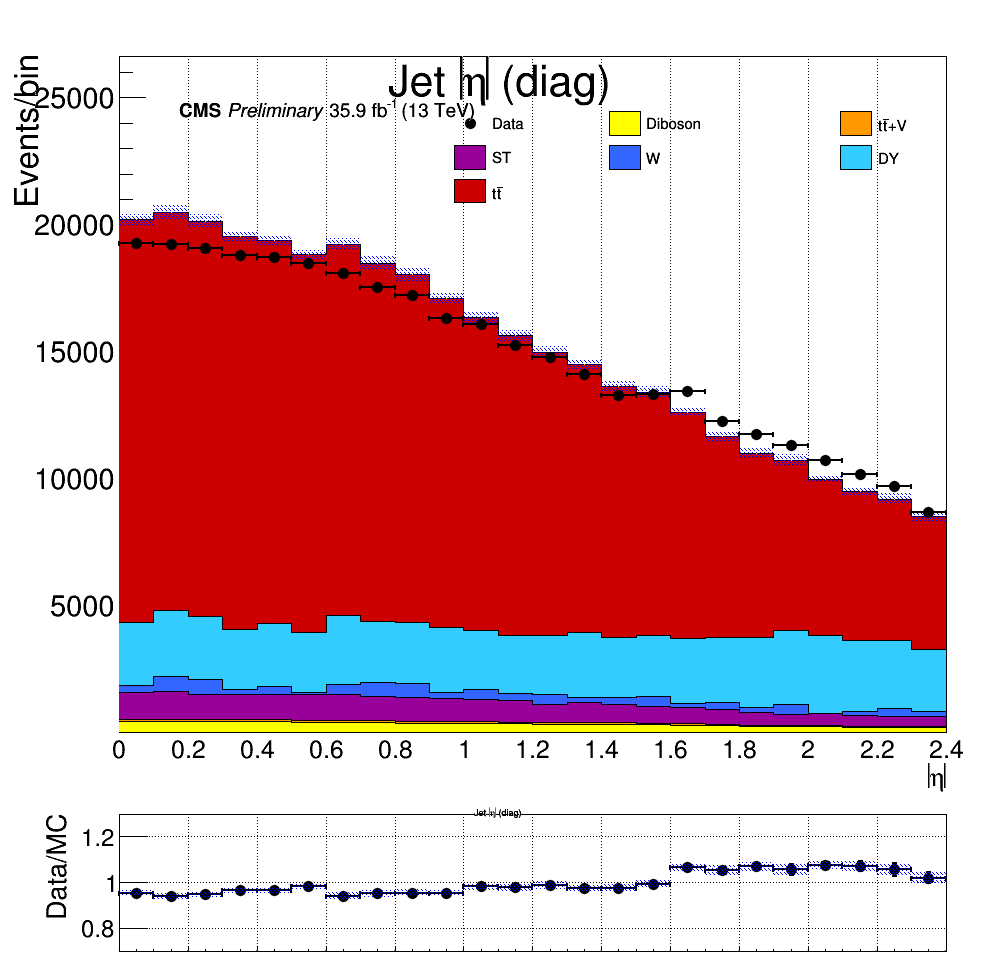 Jet |η| (diag)
CMS Preliminary 35.9 fb⁻¹ (13 TeV)
Events/bin
Data
Diboson
tt̄+V
ST
W
DY
tt̄
25000
20000
15000
10000
5000
0 0.2 0.4 0.6 0.8 1 1.2 1.4 1.6 1.8 2 2.2 2.4
|η|
Jet |η| (diag)
Data/MC
1.2
1
0.8